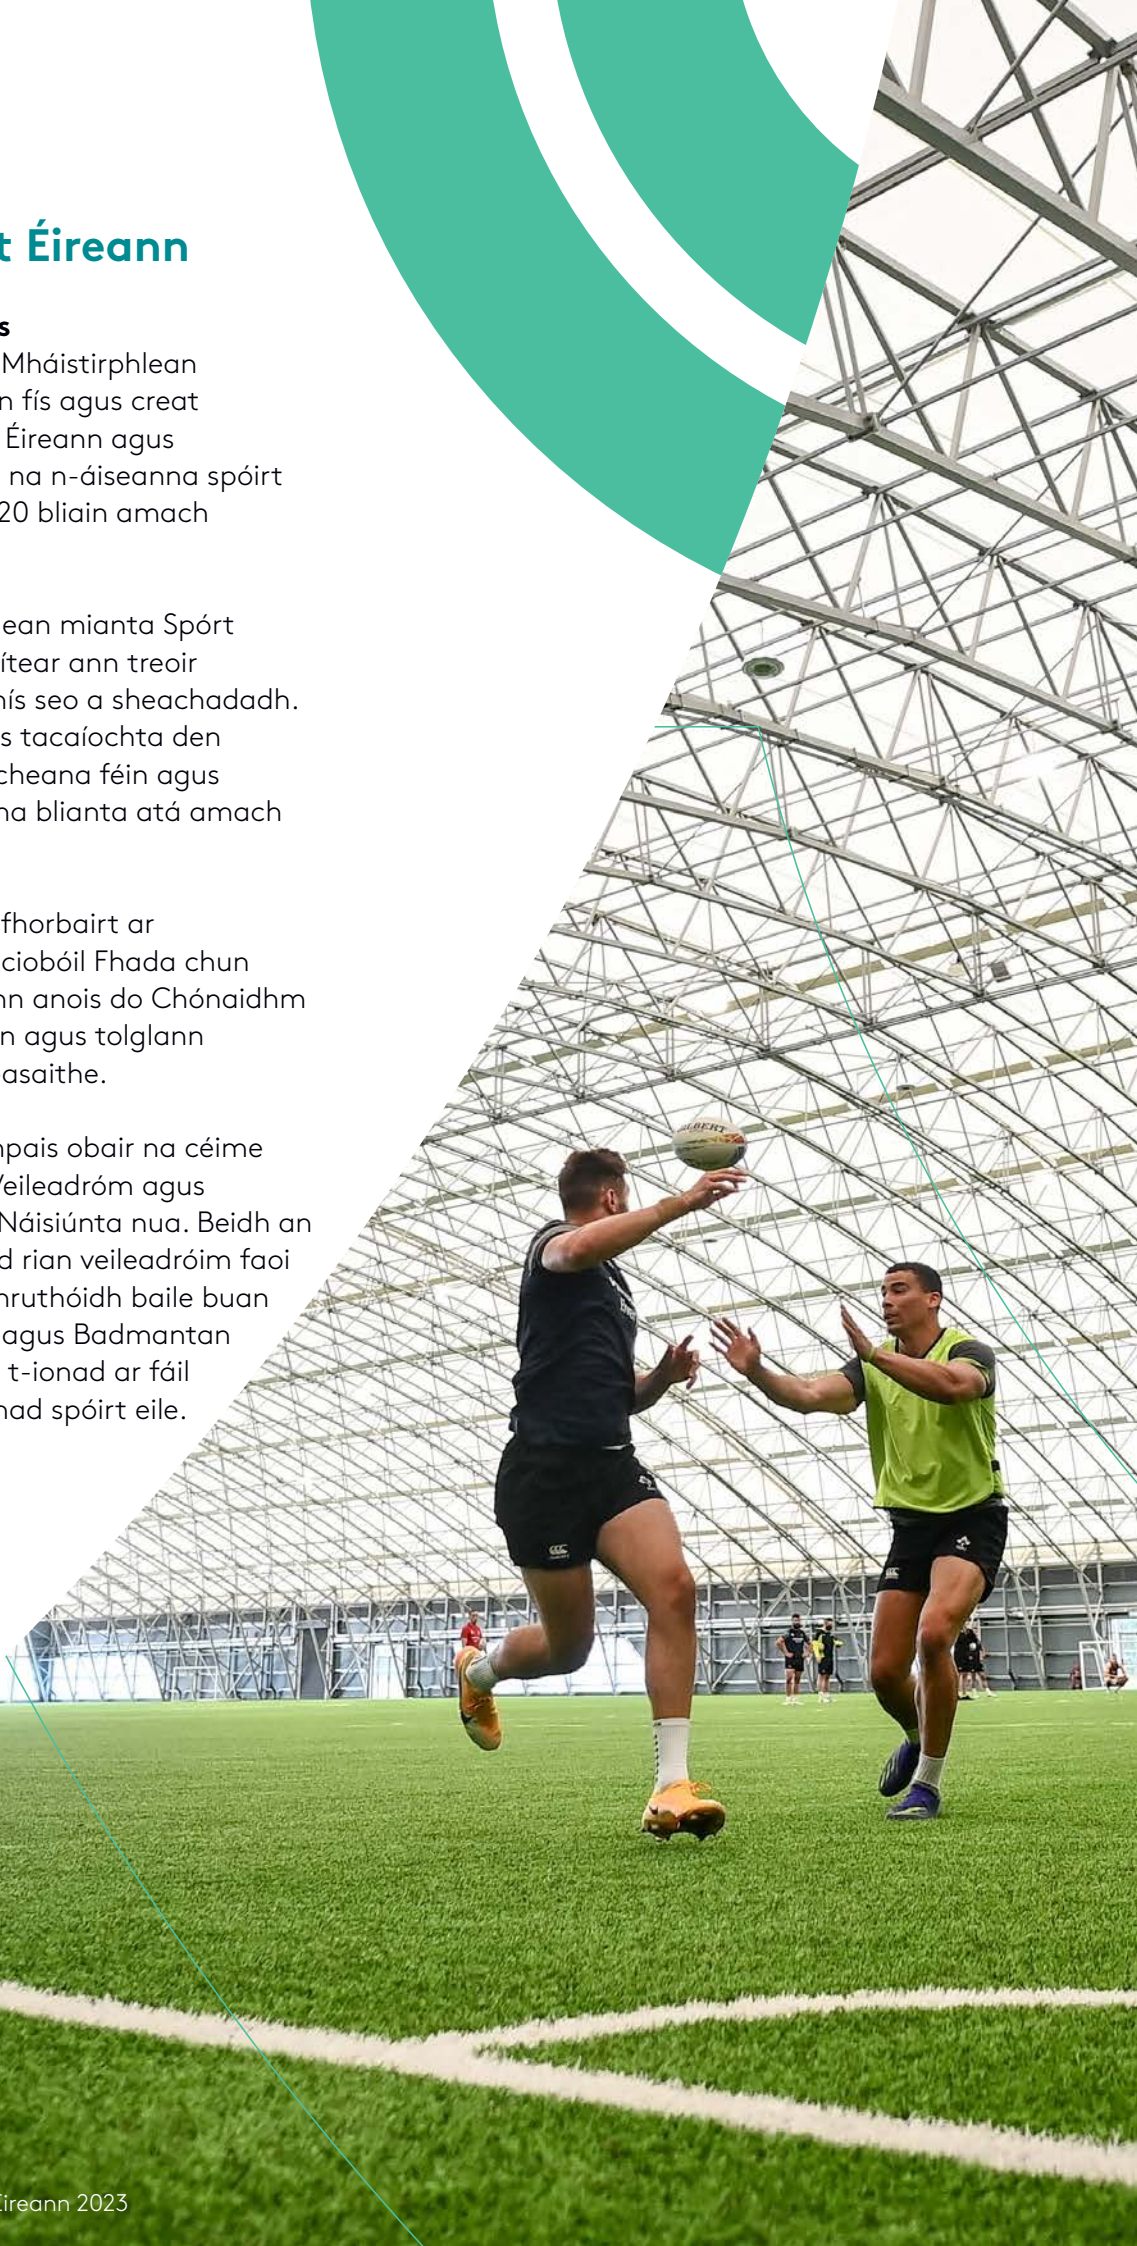 t Éireann
s
Mháistirphlean
n fís agus creat
Éireann agus
na n-áiseanna spóirt
20 bliain amach
ean mianta Spórt
ítear ann treoir
ís seo a sheachadadh.
s tacaíochta den
cheana féin agus
na blianta atá amach
fhorbairt ar
ciobóil Fhada chun
nn anois do Chónaidhm
n agus tolglann
asaithe.
pais obair na céime
Veileadróm agus
Náisiúnta nua. Beidh an
d rian veileadróim faoi
hruthóidh baile buan
agus Badmantan
t-ionad ar fáil
nad spóirt eile.
GILBERT
Éireann 2023